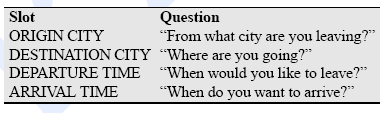 Slot Question
ORIGIN CITY “From what city are you leaving?”
DESTINATION CITY “Where are you going?”
DEPARTURE TIME “When would you like to leave?”
ARRIVAL TIME “When do you want to arrive?”